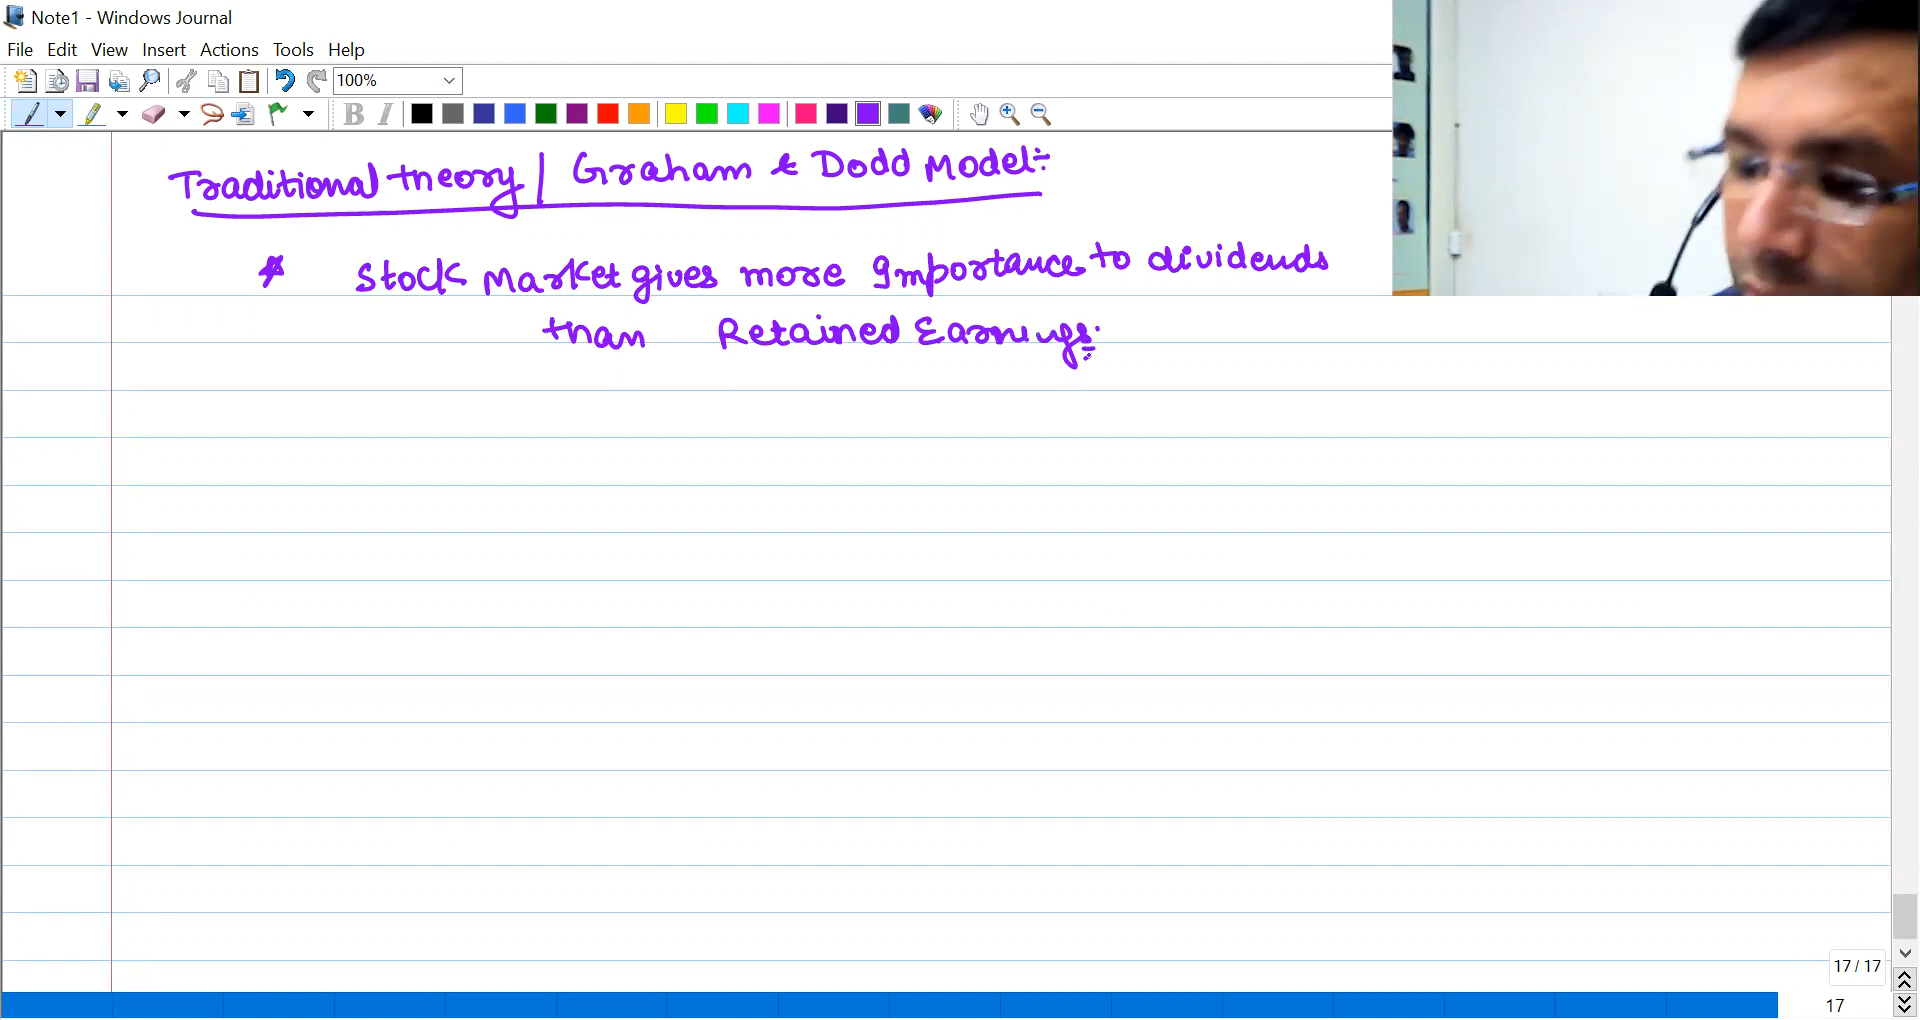 Note1 - Windows Journal
File Edit View Insert Actions Tools Help
100%
B I
Traditional theory | Graham & Dodd Model:-
* Stock Market gives more Importance to dividends
than Retained Earnings.
17 / 17
17